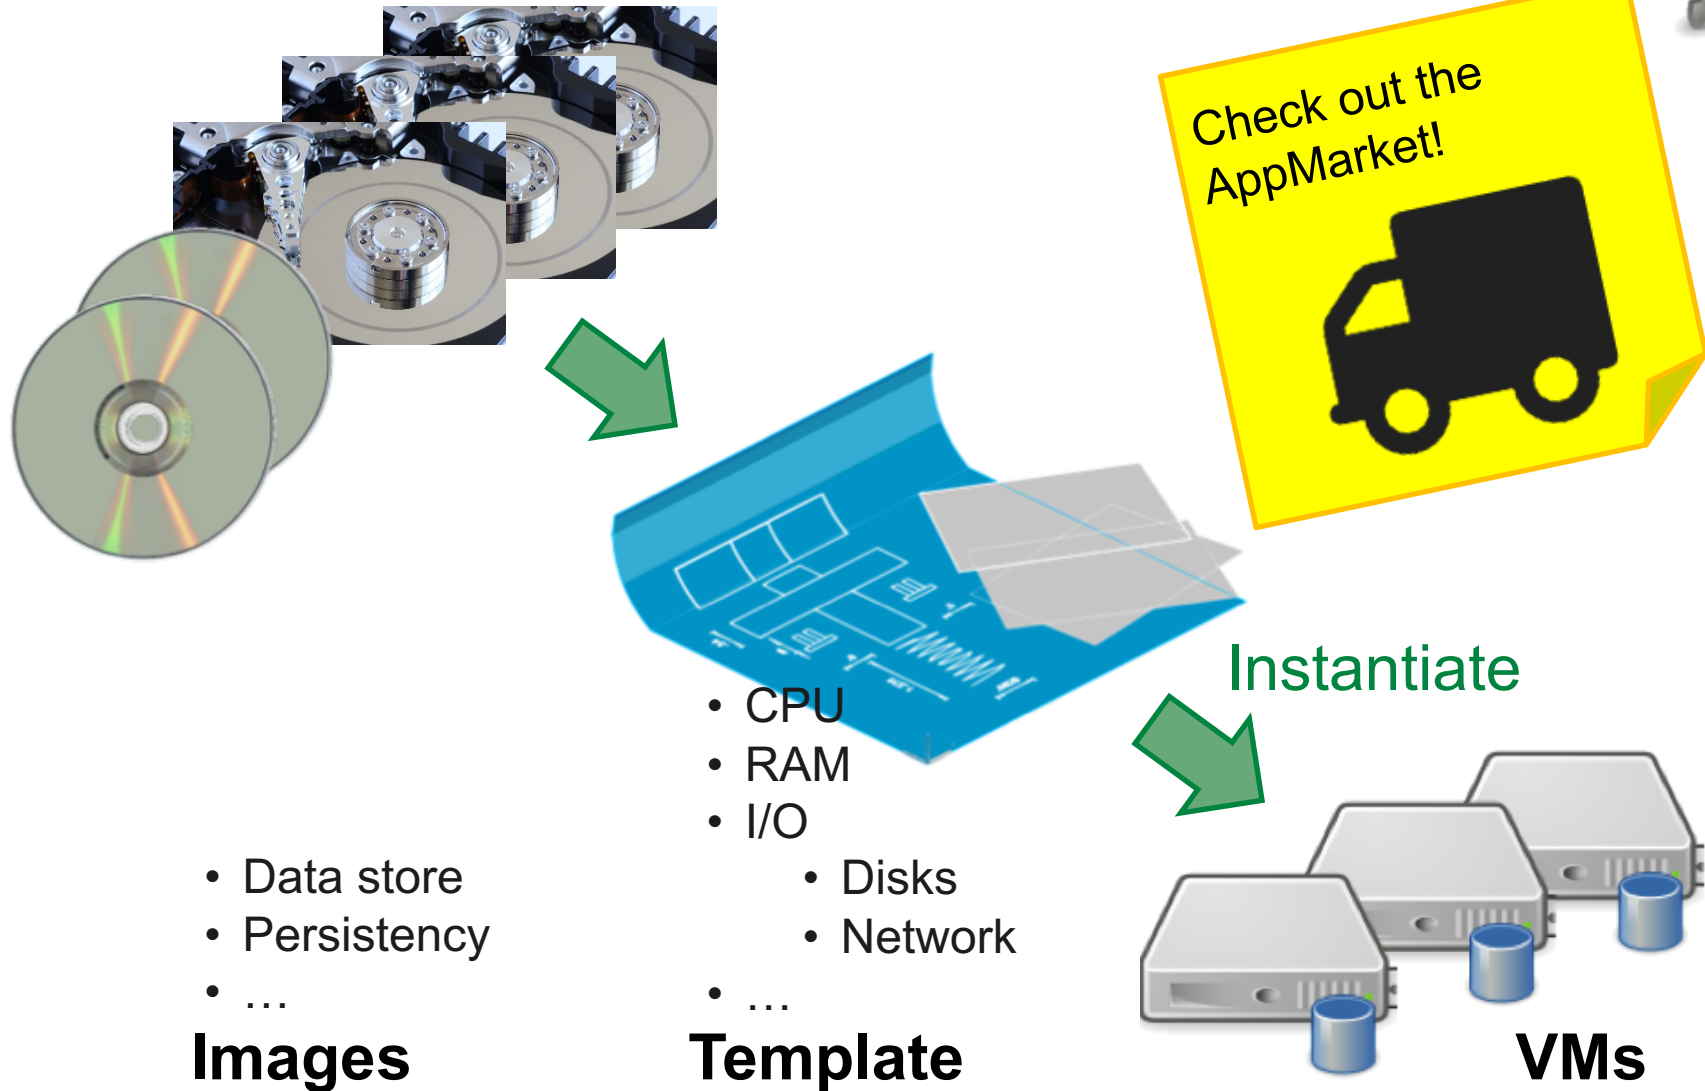 Check out the
AppMarket!
Instantiate
• CPU
• RAM
• I/O
• Disks
• Network
• …
• Data store
• Persistency
• …
Images
Template
VMs